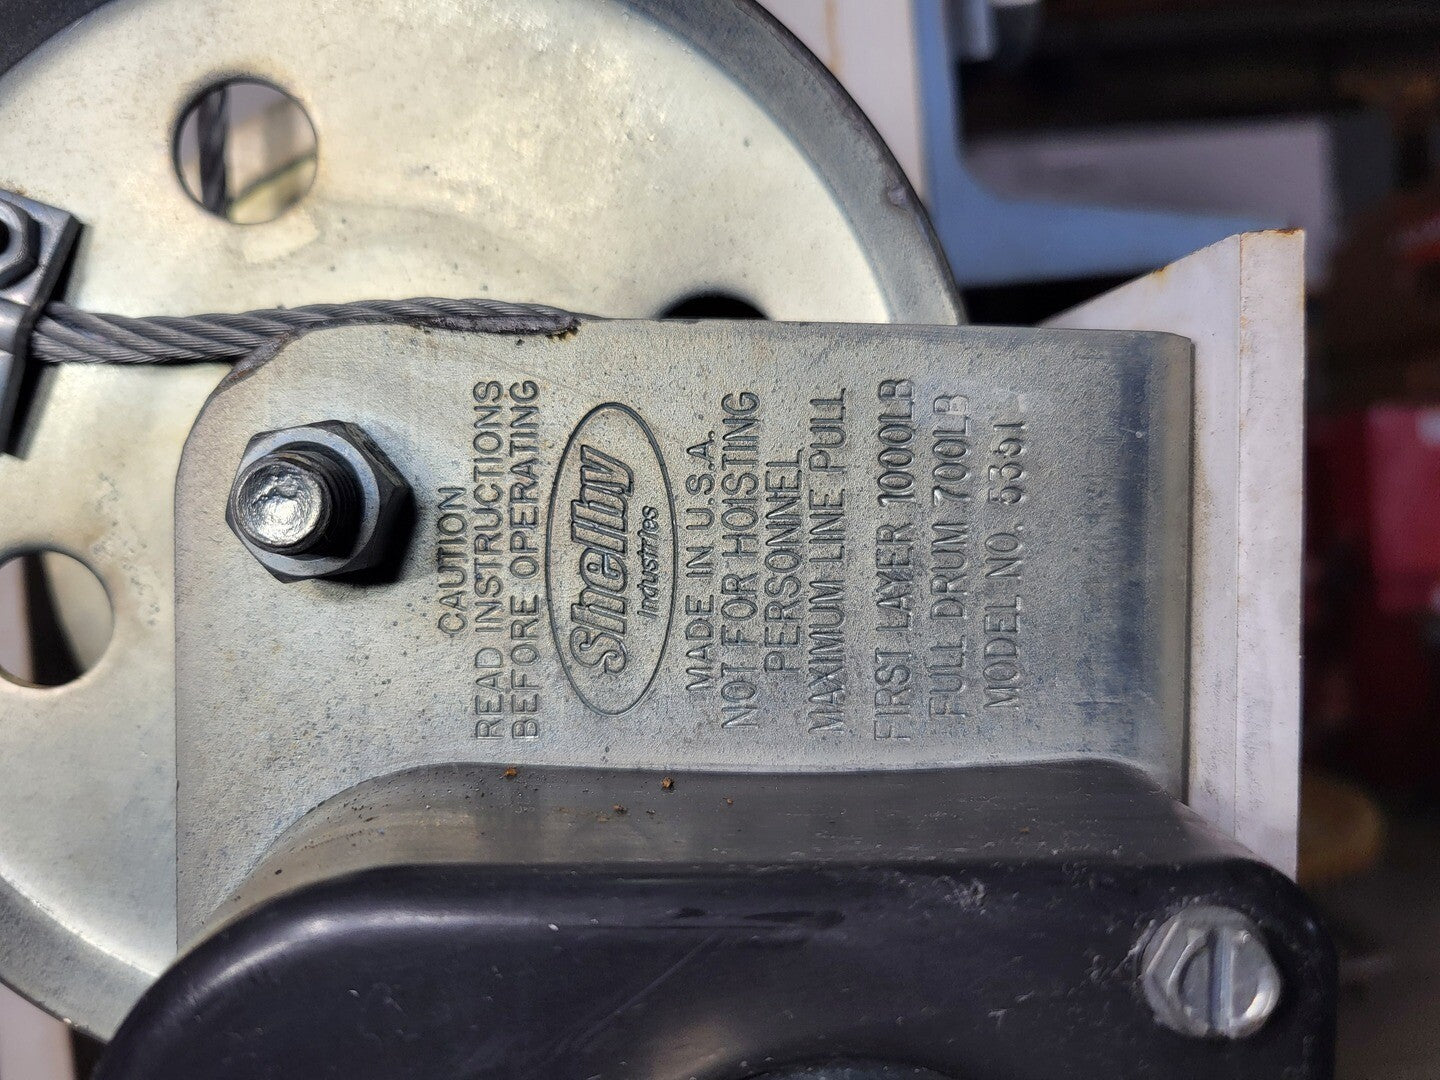 CAUTION
READ INSTRUCTIONS
BEFORE OPERATING
Shelby
Industries
MADE IN U.S.A.
NOT FOR HOISTING
PERSONNEL
MAXIMUM LINE PULL
FIRST LAYER 1000LB
FULL DRUM 700LB
MODEL NO. 5351